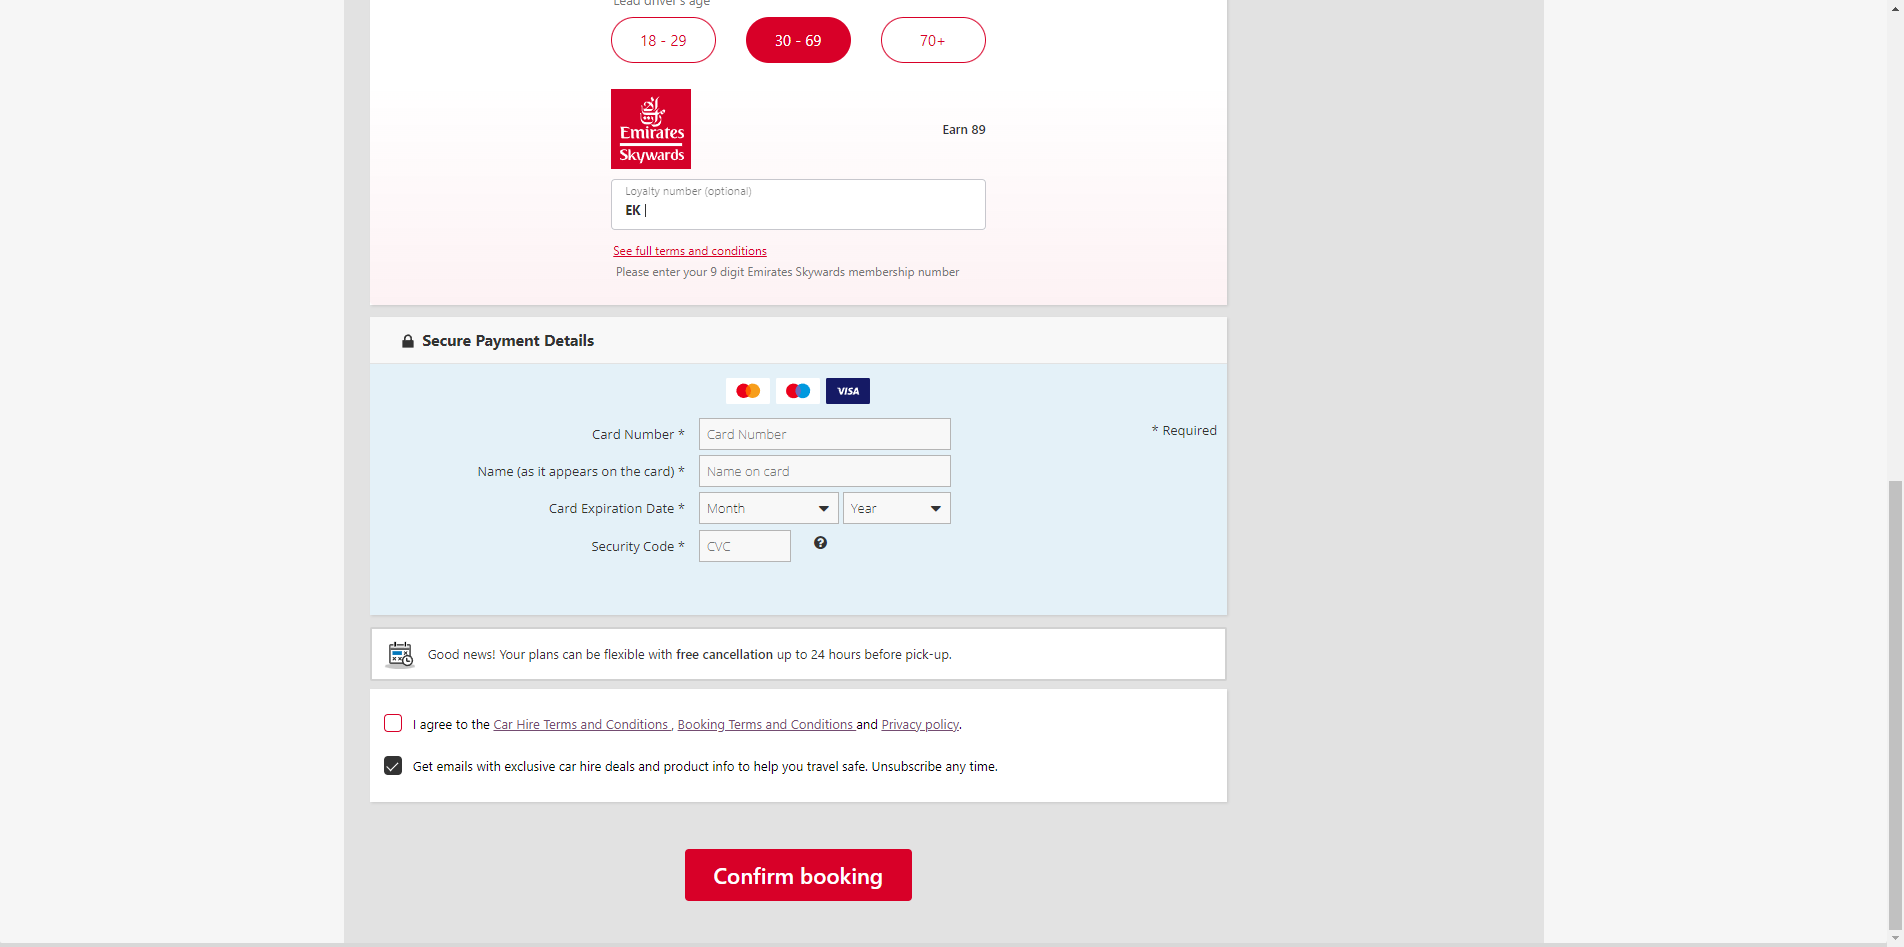 Lead driver's age
18 - 29
30 - 69
70+
Emirates
Skywards
Earn 89
Loyalty number (optional)
EK
See full terms and conditions
Please enter your 9 digit Emirates Skywards membership number
Secure Payment Details
VISA
Card Number *
Card Number
* Required
Name (as it appears on the card) *
Name on card
Card Expiration Date *
Month
Year
Security Code *
CVC
Good news! Your plans can be flexible with free cancellation up to 24 hours before pick-up.
I agree to the Car Hire Terms and Conditions , Booking Terms and Conditions and Privacy policy.
Get emails with exclusive car hire deals and product info to help you travel safe. Unsubscribe any time.
Confirm booking